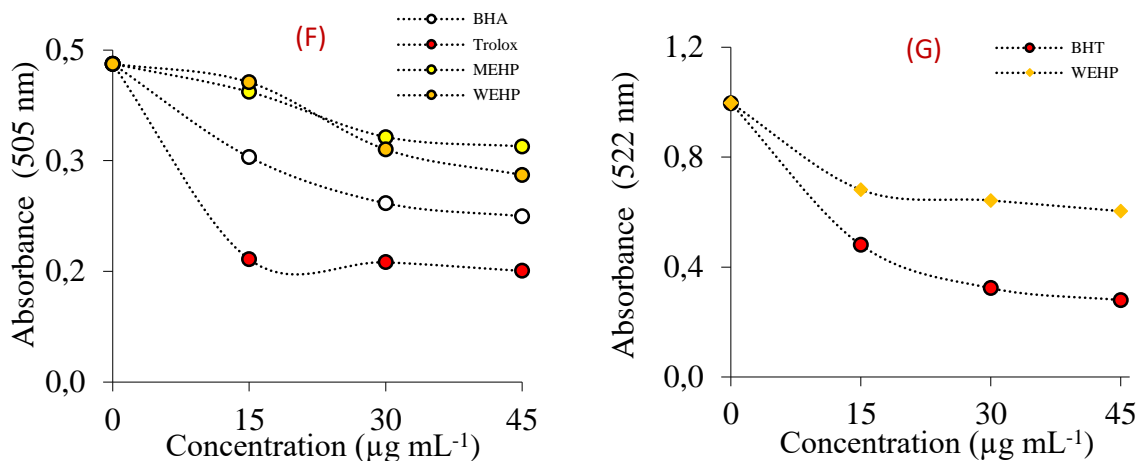 (F)
BHA
Trolox
MEHP
WEHP
Absorbance (505 nm)
0,5
0,3
0,2
0,0
0 15 30 45
Concentration (µg mL-1)
(G)
BHT
WEHP
Absorbance (522 nm)
1,2
0,8
0,4
0,0
0 15 30 45
Concentration (µg mL-1)